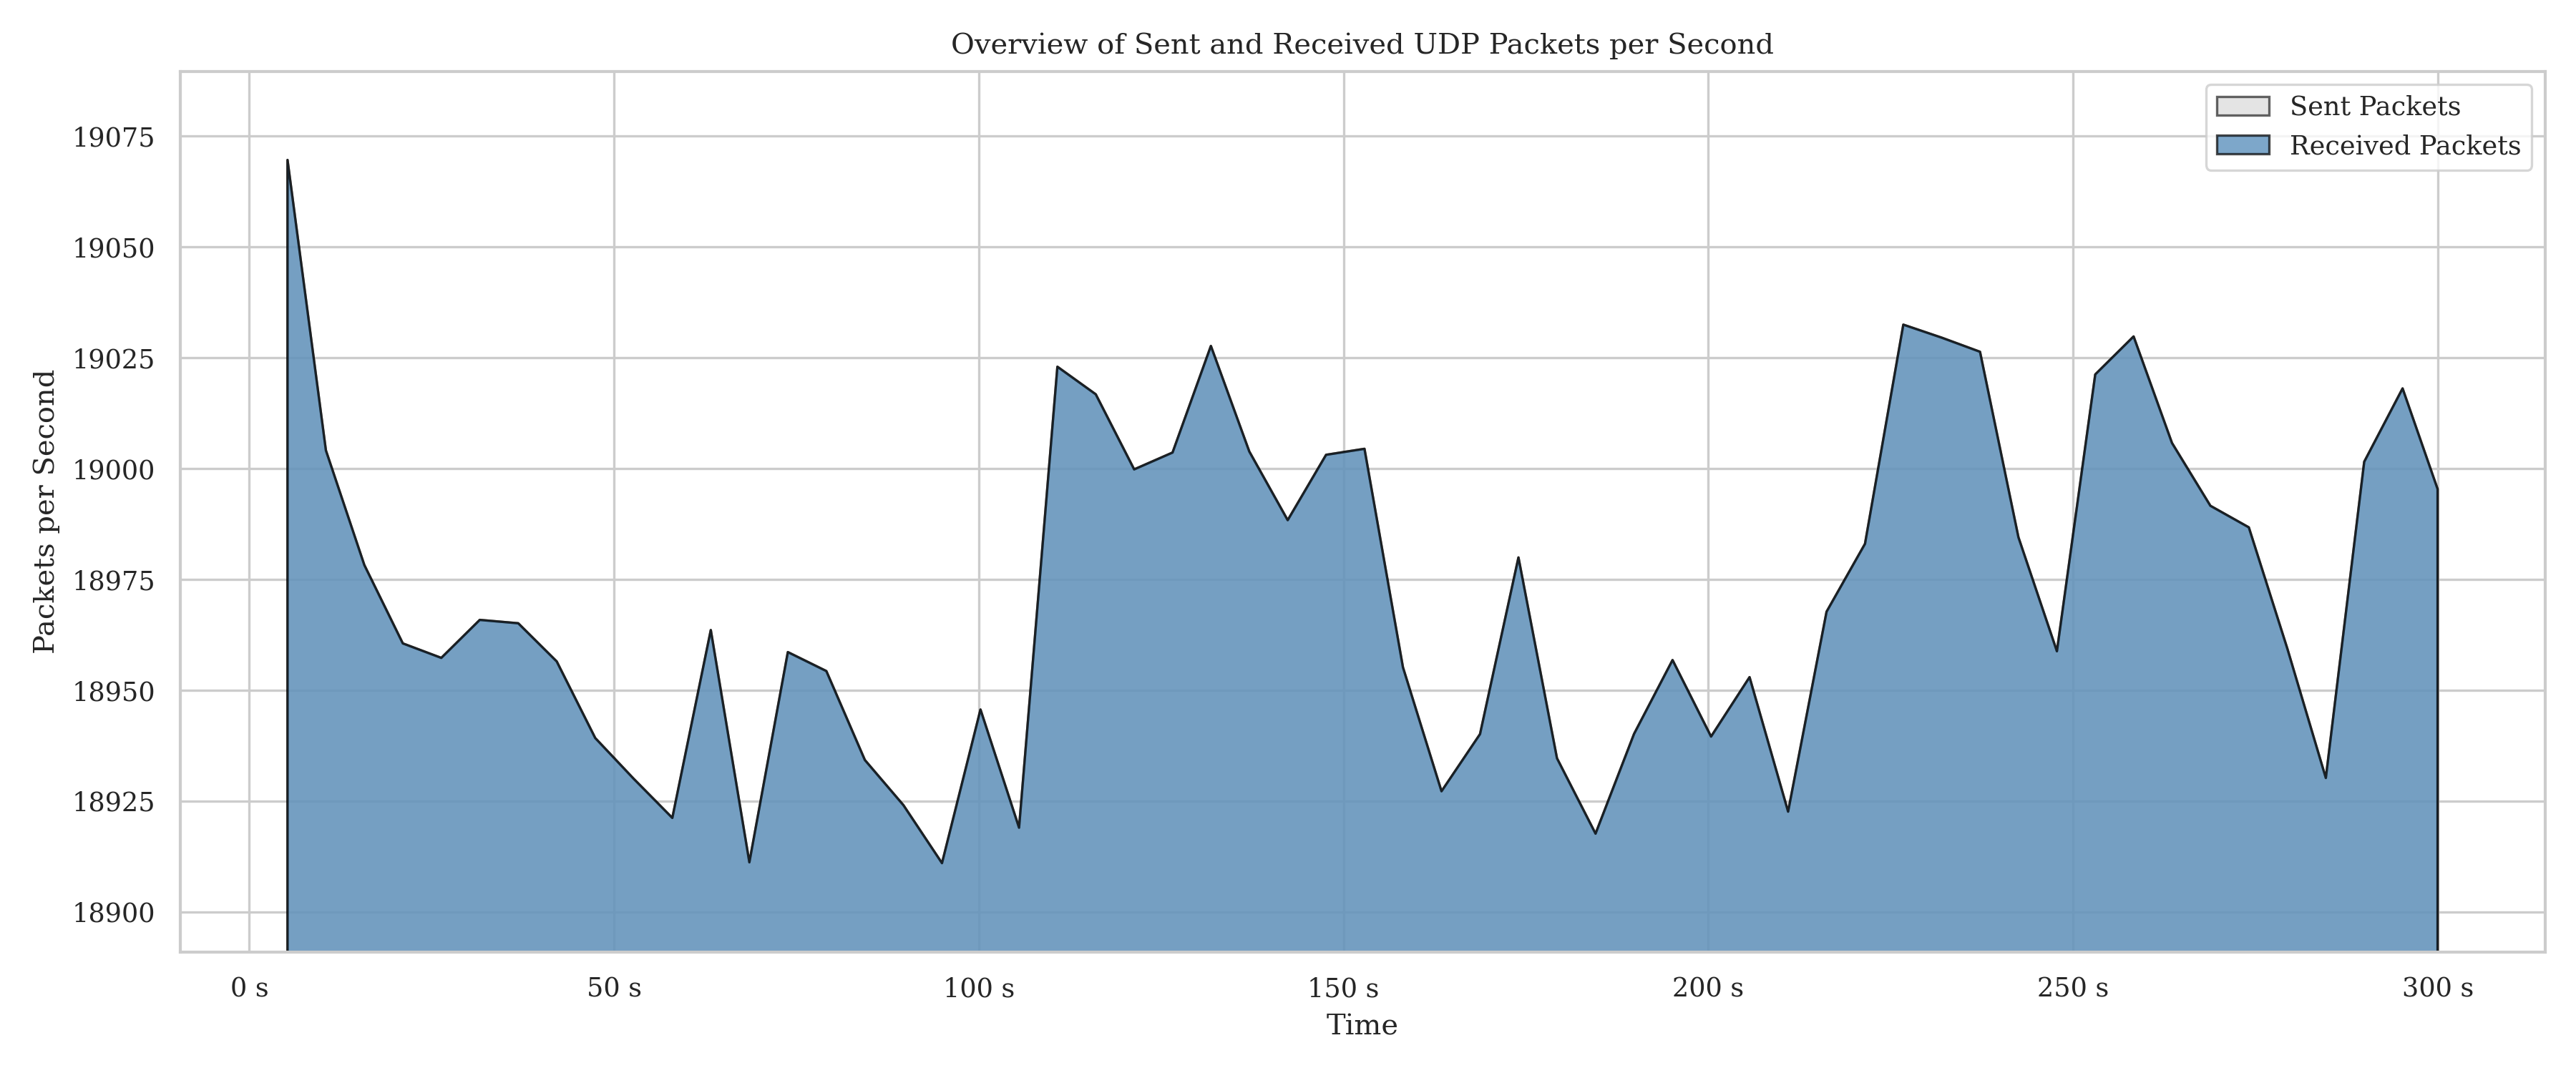 Overview of Sent and Received UDP Packets per Second
Sent Packets
Received Packets
Packets per Second
19075
19050
19025
19000
18975
18950
18925
18900
0 s
50 s
100 s
150 s
200 s
250 s
300 s
Time